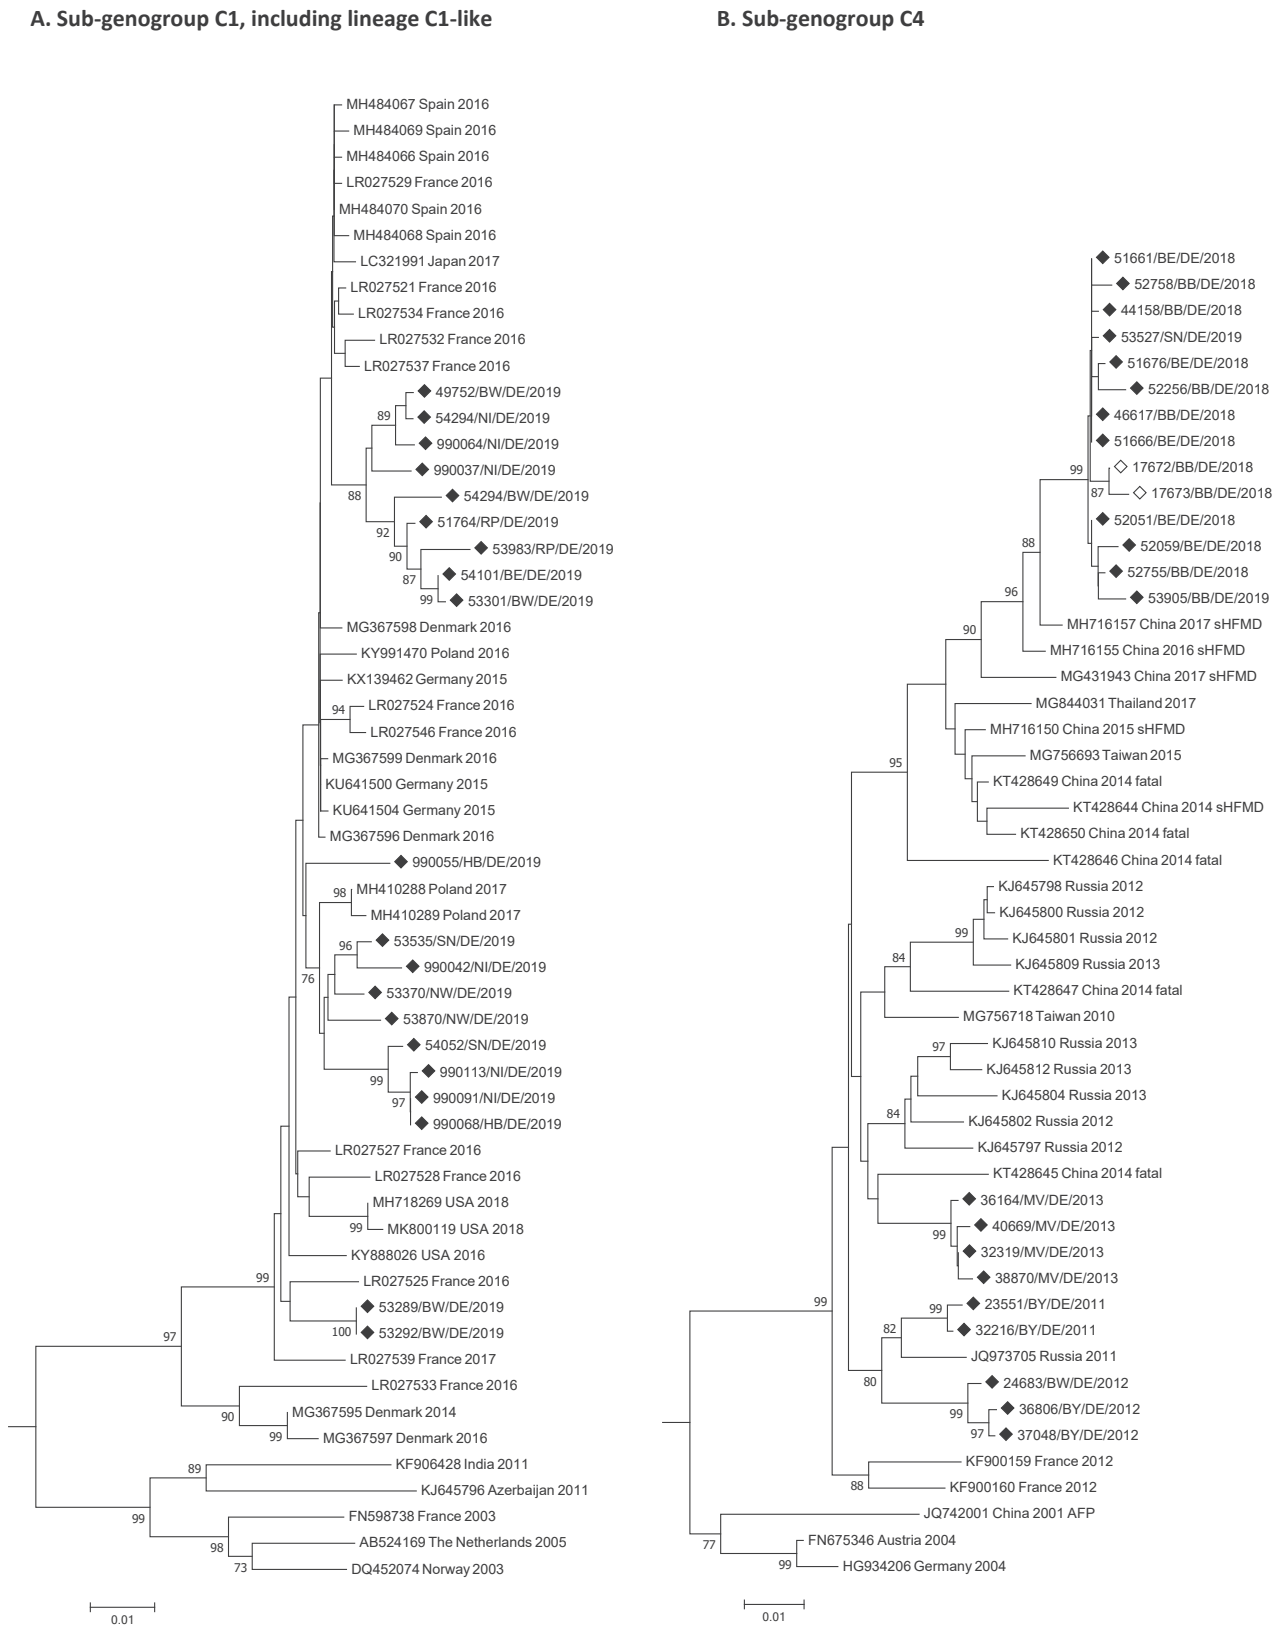 A. Sub-genogroup C1, including lineage C1-like
MH484067 Spain 2016
MH484069 Spain 2016
MH484066 Spain 2016
LR027529 France 2016
MH484070 Spain 2016
MH484068 Spain 2016
LC321991 Japan 2017
LR027521 France 2016
LR027534 France 2016
LR027532 France 2016
LR027537 France 2016
49752/BW/DE/2019
89
54294/NI/DE/2019
990064/NI/DE/2019
990037/NI/DE/2019
88
54294/BW/DE/2019
51764/RP/DE/2019
92
53983/RP/DE/2019
90
54101/BE/DE/2019
87
53301/BW/DE/2019
99
MG367598 Denmark 2016
KY991470 Poland 2016
KX139462 Germany 2015
LR027524 France 2016
94
LR027546 France 2016
MG367599 Denmark 2016
KU641500 Germany 2015
KU641504 Germany 2015
MG367596 Denmark 2016
990055/HB/DE/2019
MH410288 Poland 2017
98
MH410289 Poland 2017
53535/SN/DE/2019
96
990042/NI/DE/2019
76
53370/NW/DE/2019
53870/NW/DE/2019
54052/SN/DE/2019
990113/NI/DE/2019
99
990091/NI/DE/2019
97
990068/HB/DE/2019
LR027527 France 2016
LR027528 France 2016
MH718269 USA 2018
MK800119 USA 2018
99
KY888026 USA 2016
99
LR027525 France 2016
53289/BW/DE/2019
53292/BW/DE/2019
100
97
LR027539 France 2017
LR027533 France 2016
90
MG367595 Denmark 2014
MG367597 Denmark 2016
99
KF906428 India 2011
89
KJ645796 Azerbaijan 2011
99
FN598738 France 2003
AB524169 The Netherlands 2005
98
DQ452074 Norway 2003
73
0.01
B. Sub-genogroup C4
51661/BE/DE/2018
52758/BB/DE/2018
44158/BB/DE/2018
53527/SN/DE/2019
51676/BE/DE/2018
52256/BB/DE/2018
46617/BB/DE/2018
51666/BE/DE/2018
99
17672/BB/DE/2018
87
17673/BB/DE/2018
52051/BE/DE/2018
88
52059/BE/DE/2018
52755/BB/DE/2018
96
53905/BB/DE/2019
MH716157 China 2017 sHFMD
90
MH716155 China 2016 sHFMD
MG431943 China 2017 sHFMD
MG844031 Thailand 2017
MH716150 China 2015 sHFMD
MG756693 Taiwan 2015
95
KT428649 China 2014 fatal
KT428644 China 2014 sHFMD
KT428650 China 2014 fatal
KT428646 China 2014 fatal
KJ645798 Russia 2012
KJ645800 Russia 2012
99
KJ645801 Russia 2012
84
KJ645809 Russia 2013
KT428647 China 2014 fatal
MG756718 Taiwan 2010
KJ645810 Russia 2013
97
KJ645812 Russia 2013
KJ645804 Russia 2013
84
KJ645802 Russia 2012
KJ645797 Russia 2012
KT428645 China 2014 fatal
36164/MV/DE/2013
40669/MV/DE/2013
99
32319/MV/DE/2013
38870/MV/DE/2013
99
23551/BY/DE/2011
99
32216/BY/DE/2011
82
JQ973705 Russia 2011
80
24683/BW/DE/2012
36806/BY/DE/2012
99
37048/BY/DE/2012
97
KF900159 France 2012
KF900160 France 2012
88
JQ742001 China 2001 AFP
77
FN675346 Austria 2004
HG934206 Germany 2004
99
0.01